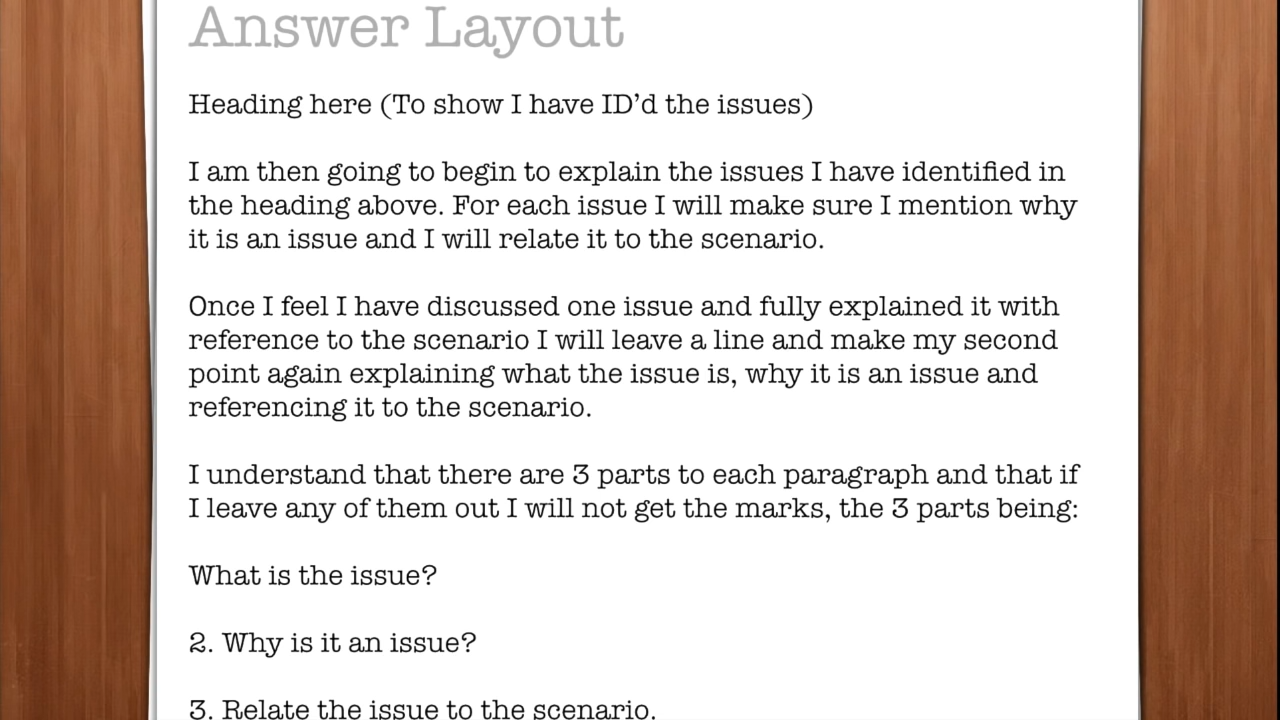 Answer Layout
Heading here (To show I have ID’d the issues)
I am then going to begin to explain the issues I have identified in
the heading above. For each issue I will make sure I mention why
it is an issue and I will relate it to the scenario.
Once I feel I have discussed one issue and fully explained it with
reference to the scenario I will leave a line and make my second
point again explaining what the issue is, why it is an issue and
referencing it to the scenario.
I understand that there are 3 parts to each paragraph and that if
I leave any of them out I will not get the marks, the 3 parts being:
What is the issue?
2. Why is it an issue?
3. Relate the issue to the scenario.